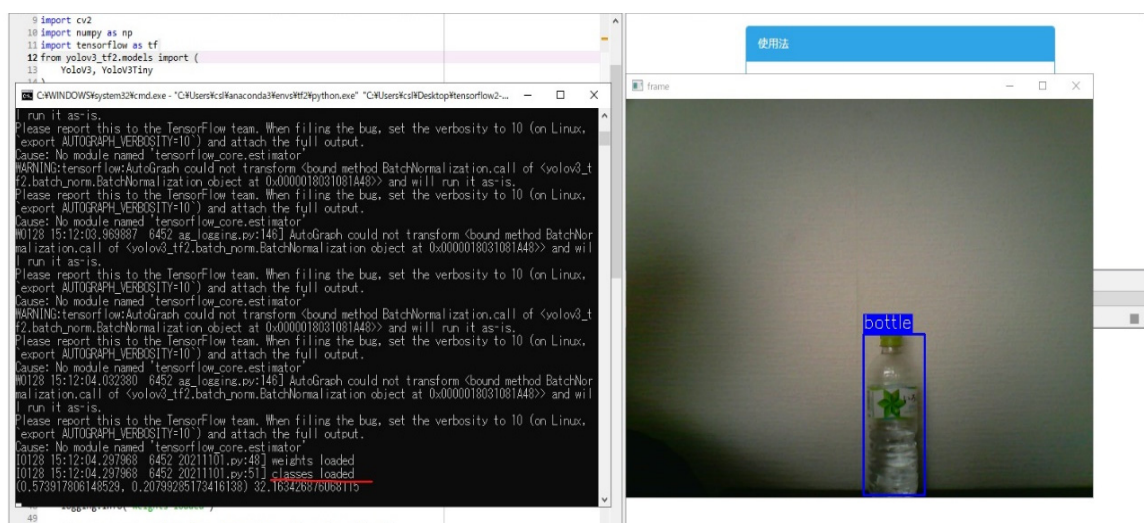 9 import cv2
10 import numpy as np
11 import tensorflow as tf
12 from yolov3_tf2.models import (
13 YoloV3, YoloV3Tiny
14 )
C:¥WINDOWS¥system32¥cmd.exe - "C:¥Users¥csl¥anaconda3¥envs¥tf2¥python.exe" "C:¥Users¥csl¥Desktop¥tensorflow2-...
l run it as-is.
Please report this to the TensorFlow team. When filing the bug, set the verbosity to 10 (on Linux,
`export AUTOGRAPH_VERBOSITY=10`) and attach the full output.
Cause: No module named 'tensorflow_core.estimator'
WARNING:tensorflow:AutoGraph could not transform <bound method BatchNormalization.call of <yolov3_t
f2.batch_norm.BatchNormalization object at 0x0000018031081A48>> and will run it as-is.
Please report this to the TensorFlow team. When filing the bug, set the verbosity to 10 (on Linux,
`export AUTOGRAPH_VERBOSITY=10`) and attach the full output.
Cause: No module named 'tensorflow_core.estimator'
W0128 15:12:03.969887 6452 ag_logging.py:146] AutoGraph could not transform <bound method BatchNor
malization.call of <yolov3_tf2.batch_norm.BatchNormalization object at 0x0000018031081A48>> and wil
l run it as-is.
Please report this to the TensorFlow team. When filing the bug, set the verbosity to 10 (on Linux,
`export AUTOGRAPH_VERBOSITY=10`) and attach the full output.
Cause: No module named 'tensorflow_core.estimator'
WARNING:tensorflow:AutoGraph could not transform <bound method BatchNormalization.call of <yolov3_t
f2.batch_norm.BatchNormalization object at 0x0000018031081A48>> and will run it as-is.
Please report this to the TensorFlow team. When filing the bug, set the verbosity to 10 (on Linux,
`export AUTOGRAPH_VERBOSITY=10`) and attach the full output.
Cause: No module named 'tensorflow_core.estimator'
W0128 15:12:04.032380 6452 ag_logging.py:146] AutoGraph could not transform <bound method BatchNor
malization.call of <yolov3_tf2.batch_norm.BatchNormalization object at 0x0000018031081A48>> and wil
l run it as-is.
Please report this to the TensorFlow team. When filing the bug, set the verbosity to 10 (on Linux,
`export AUTOGRAPH_VERBOSITY=10`) and attach the full output.
Cause: No module named 'tensorflow_core.estimator'
I0128 15:12:04.297968 6452 20211101.py:48] weights loaded
I0128 15:12:04.297968 6452 20211101.py:51] classes loaded
(0.573917806148529, 0.20799285173416138) 32.163426876068115
49
使用法
frame
bottle